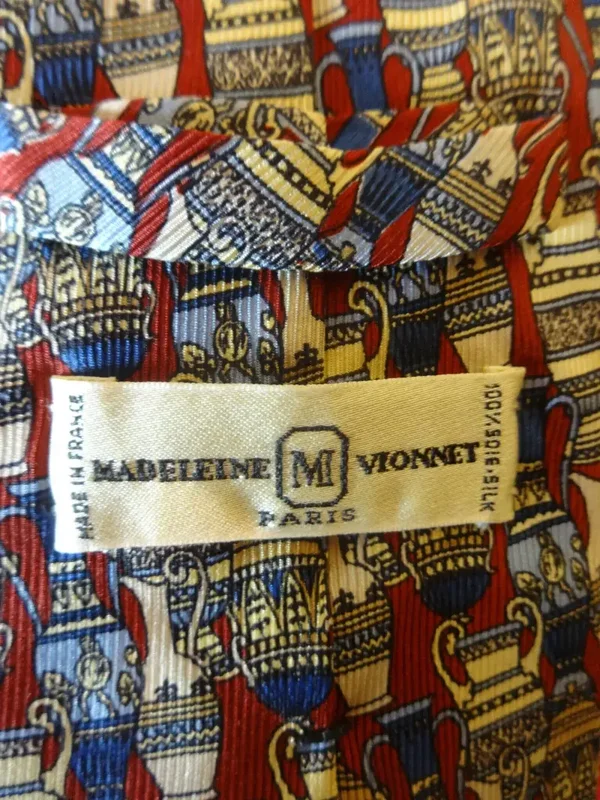 MADE IN FRANCE
MADELEINE M VIONNET
PARIS
100% SOIE-SILK